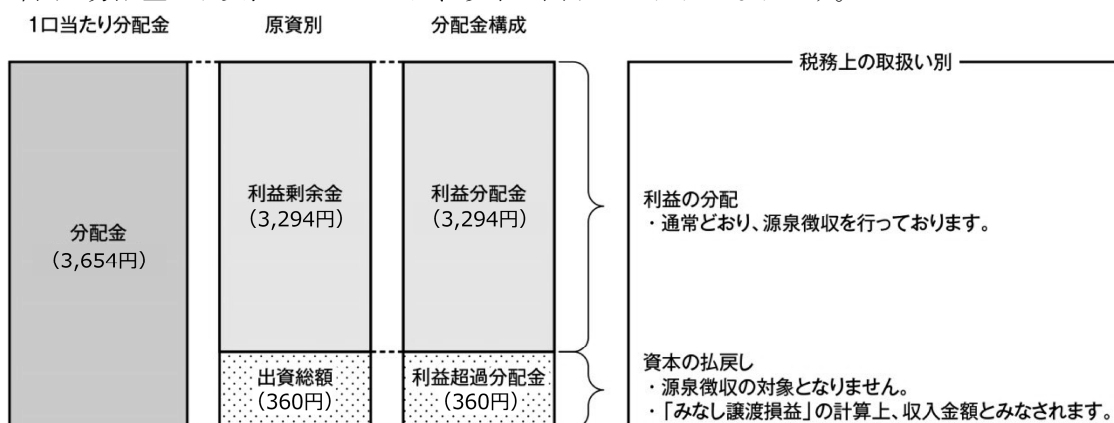 1口当たり分配金
原資別
分配金構成
税務上の取扱い別
分配金
（3,654円）
利益剰余金
（3,294円）
利益分配金
（3,294円）
利益の分配
・通常どおり、源泉徴収を行っております。
出資総額
（360円）
利益超過分配金
（360円）
資本の払戻し
・源泉徴収の対象となりません。
・「みなし譲渡損益」の計算上、収入金額とみなされます。